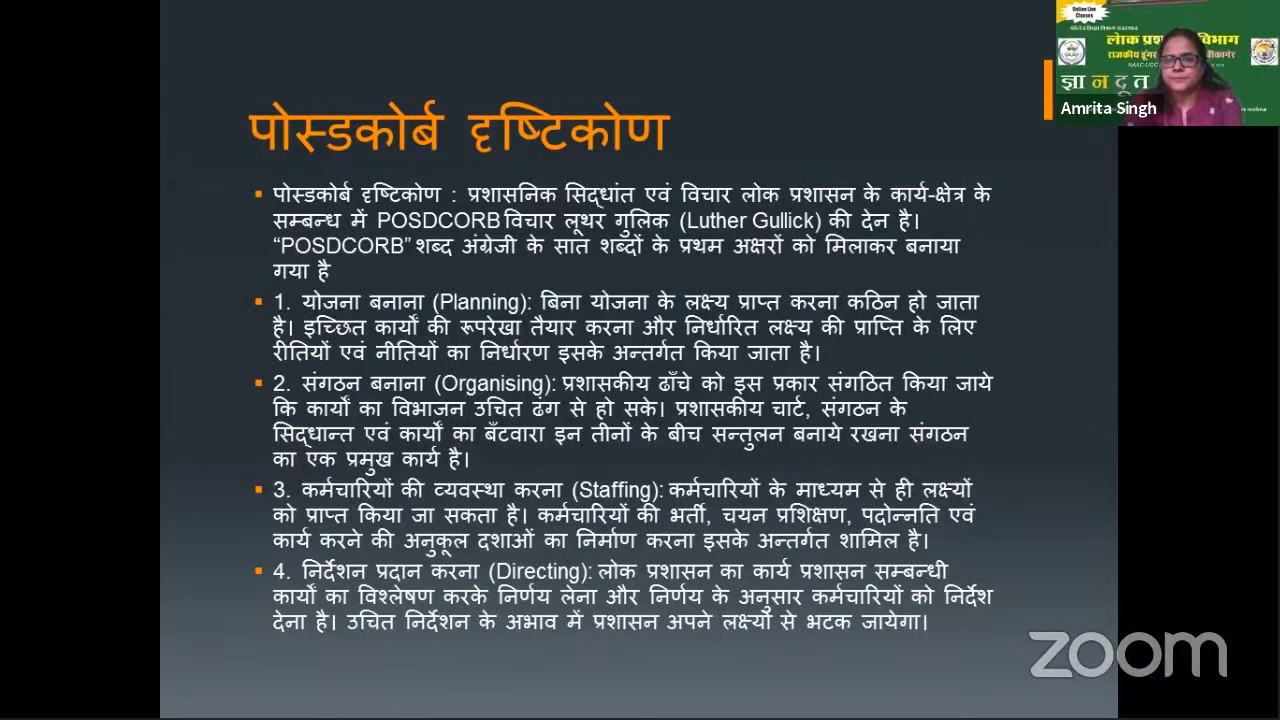 पोस्डकोर्ब दृष्टिकोण
▪ पोस्डकोर्ब दृष्टिकोण : प्रशासनिक सिद्धांत एवं विचार लोक प्रशासन के कार्य-क्षेत्र के
सम्बन्ध में POSDCORB विचार लूथर गुलिक (Luther Gullick) की देन है।
“POSDCORB” शब्द अंग्रेजी के सात शब्दों के प्रथम अक्षरों को मिलाकर बनाया
गया है
▪ 1. योजना बनाना (Planning): बिना योजना के लक्ष्य प्राप्त करना कठिन हो जाता
है। इच्छित कार्यों की रूपरेखा तैयार करना और निर्धारित लक्ष्य की प्राप्ति के लिए
रीतियों एवं नीतियों का निर्धारण इसके अन्तर्गत किया जाता है।
▪ 2. संगठन बनाना (Organising): प्रशासकीय ढाँचे को इस प्रकार संगठित किया जाये
कि कार्यों का विभाजन उचित ढंग से हो सके। प्रशासकीय चार्ट, संगठन के
सिद्धान्त एवं कार्यों का बँटवारा इन तीनों के बीच सन्तुलन बनाये रखना संगठन
का एक प्रमुख कार्य है।
▪ 3. कर्मचारियों की व्यवस्था करना (Staffing): कर्मचारियों के माध्यम से ही लक्ष्यों
को प्राप्त किया जा सकता है। कर्मचारियों की भर्ती, चयन प्रशिक्षण, पदोन्नति एवं
कार्य करने की अनुकूल दशाओं का निर्माण करना इसके अन्तर्गत शामिल है।
▪ 4. निर्देशन प्रदान करना (Directing): लोक प्रशासन का कार्य प्रशासन सम्बन्धी
कार्यों का विश्लेषण करके निर्णय लेना और निर्णय के अनुसार कर्मचारियों को निर्देश
देना है। उचित निर्देशन के अभाव में प्रशासन अपने लक्ष्यों से भटक जायेगा।
Online Live
Classes
लोक प्रशा विभाग
राजकीय डूंगर
ज्ञा न दू त
Amrita Singh
zoom